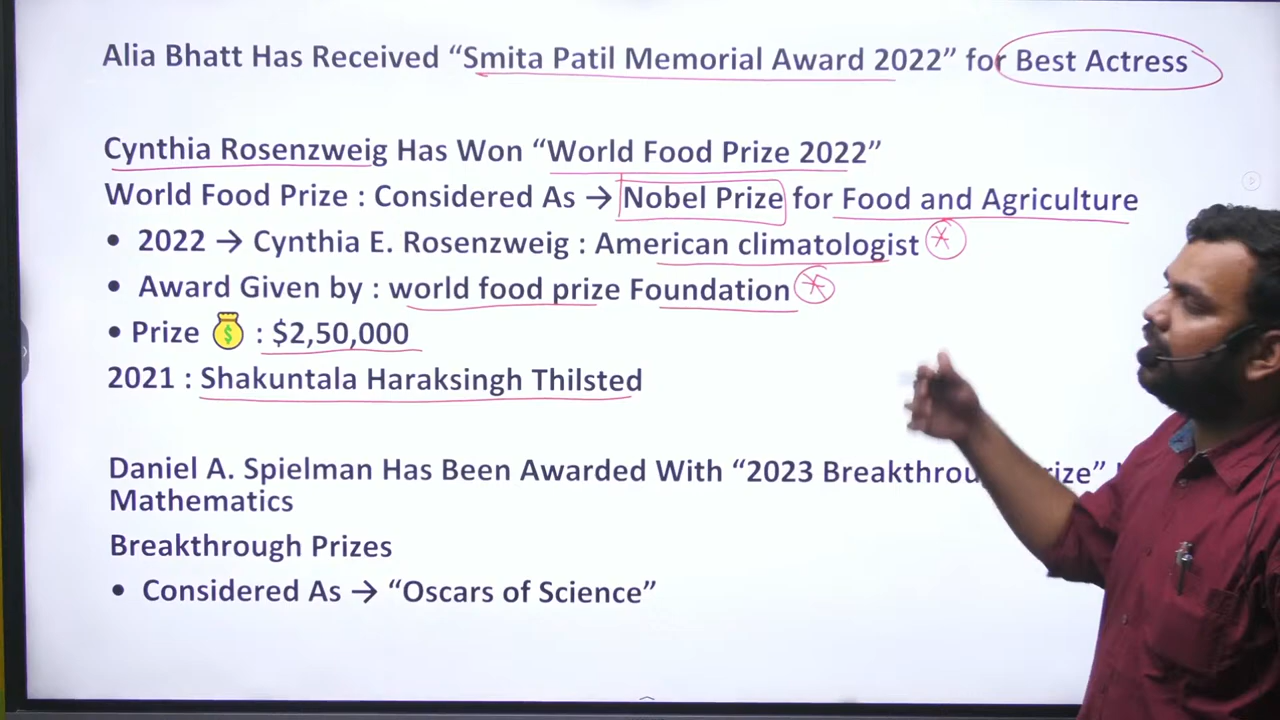 Alia Bhatt Has Received “Smita Patil Memorial Award 2022” for Best Actress
Cynthia Rosenzweig Has Won “World Food Prize 2022”
World Food Prize : Considered As → Nobel Prize for Food and Agriculture
• 2022 → Cynthia E. Rosenzweig : American climatologist
• Award Given by : world food prize Foundation
• Prize 💰 : $2,50,000
2021 : Shakuntala Haraksingh Thilsted
Daniel A. Spielman Has Been Awarded With “2023
Mathematics
Breakthrough Prizes
• Considered As → “Oscars of Science”